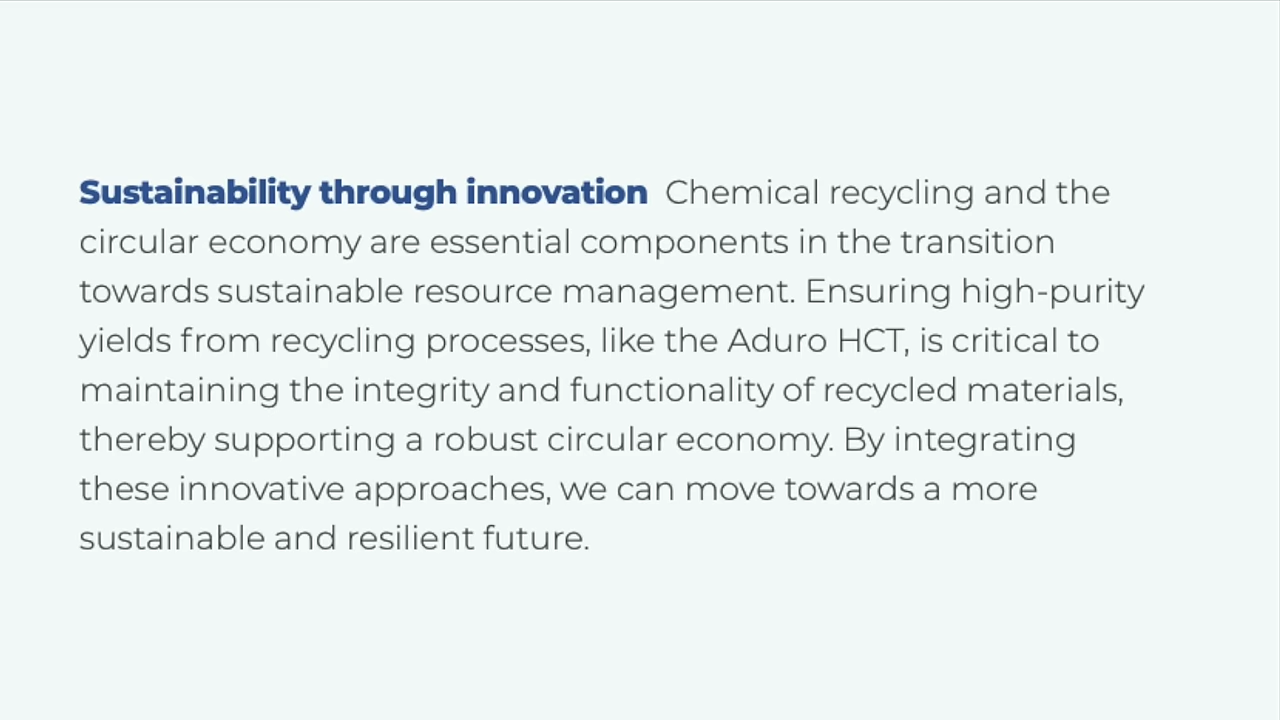 Sustainability through innovation Chemical recycling and the
circular economy are essential components in the transition
towards sustainable resource management. Ensuring high-purity
yields from recycling processes, like the Aduro HCT, is critical to
maintaining the integrity and functionality of recycled materials,
thereby supporting a robust circular economy. By integrating
these innovative approaches, we can move towards a more
sustainable and resilient future.